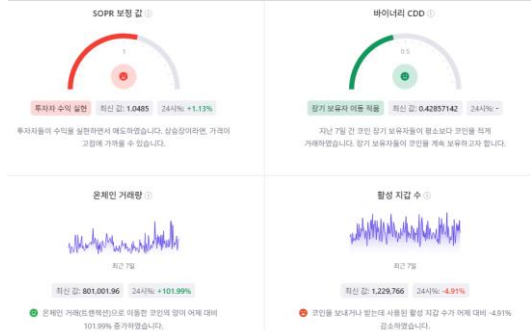 SOPR 보정 값
1
투자자 수익 실현 최신 값: 1.0485 24시%: +1.13%
투자자들이 수익을 실현하면서 매도하였습니다. 상승장이라면, 가격이
고점에 가까울 수 있습니다.
바이너리 CDD
0.5
장기 보유자 이동 적음 최신 값: 0.42857142 24시%: -
지난 7일 간 코인 장기 보유자들이 평소보다 코인을 적게
거래하였습니다. 장기 보유자들이 코인을 계속 보유하고자 합니다.
온체인 거래량
최근 7일
최신 값: 801,001.96 24시%: +101.99%
온체인 거래(트랜잭션)으로 이동한 코인의 양이 어제 대비
101.99% 증가하였습니다.
활성 지갑 수
최근 7일
최신 값: 1,229,766 24시%: -4.91%
코인을 보내거나 받는데 사용된 활성 지갑 수가 어제 대비 -4.91%
감소하였습니다.